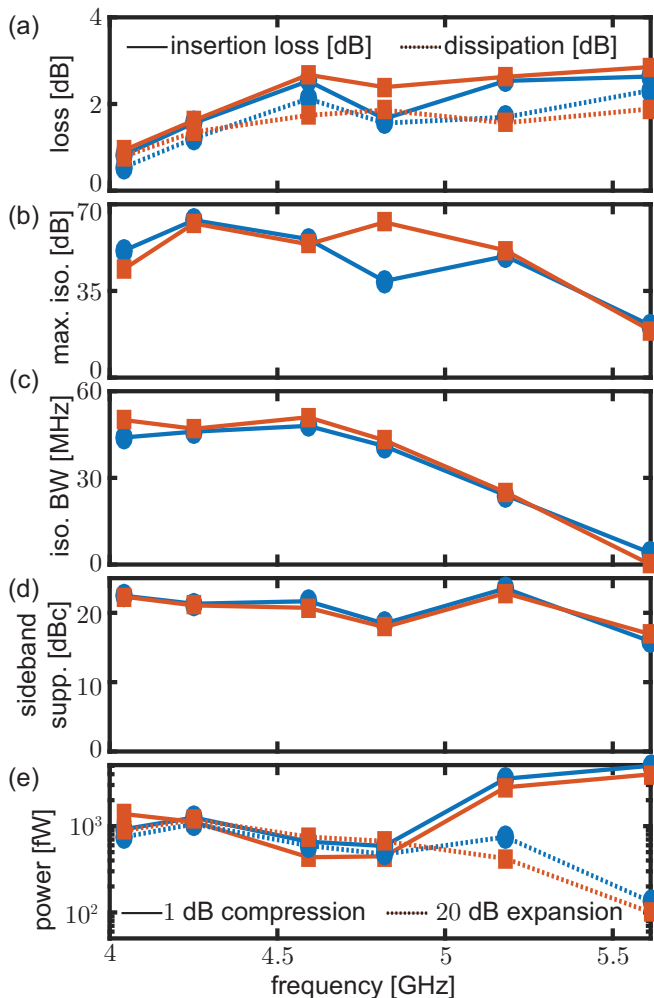 (a)
4
2
0
loss [dB]
insertion loss [dB]
dissipation [dB]
(b)
70
35
0
max. iso. [dB]
(c)
60
30
0
iso. BW [MHz]
(d)
20
10
0
sideband
supp. [dBc]
(e)
10³
10²
power [fW]
1 dB compression
20 dB expansion
4
4.5
5
5.5
frequency [GHz]